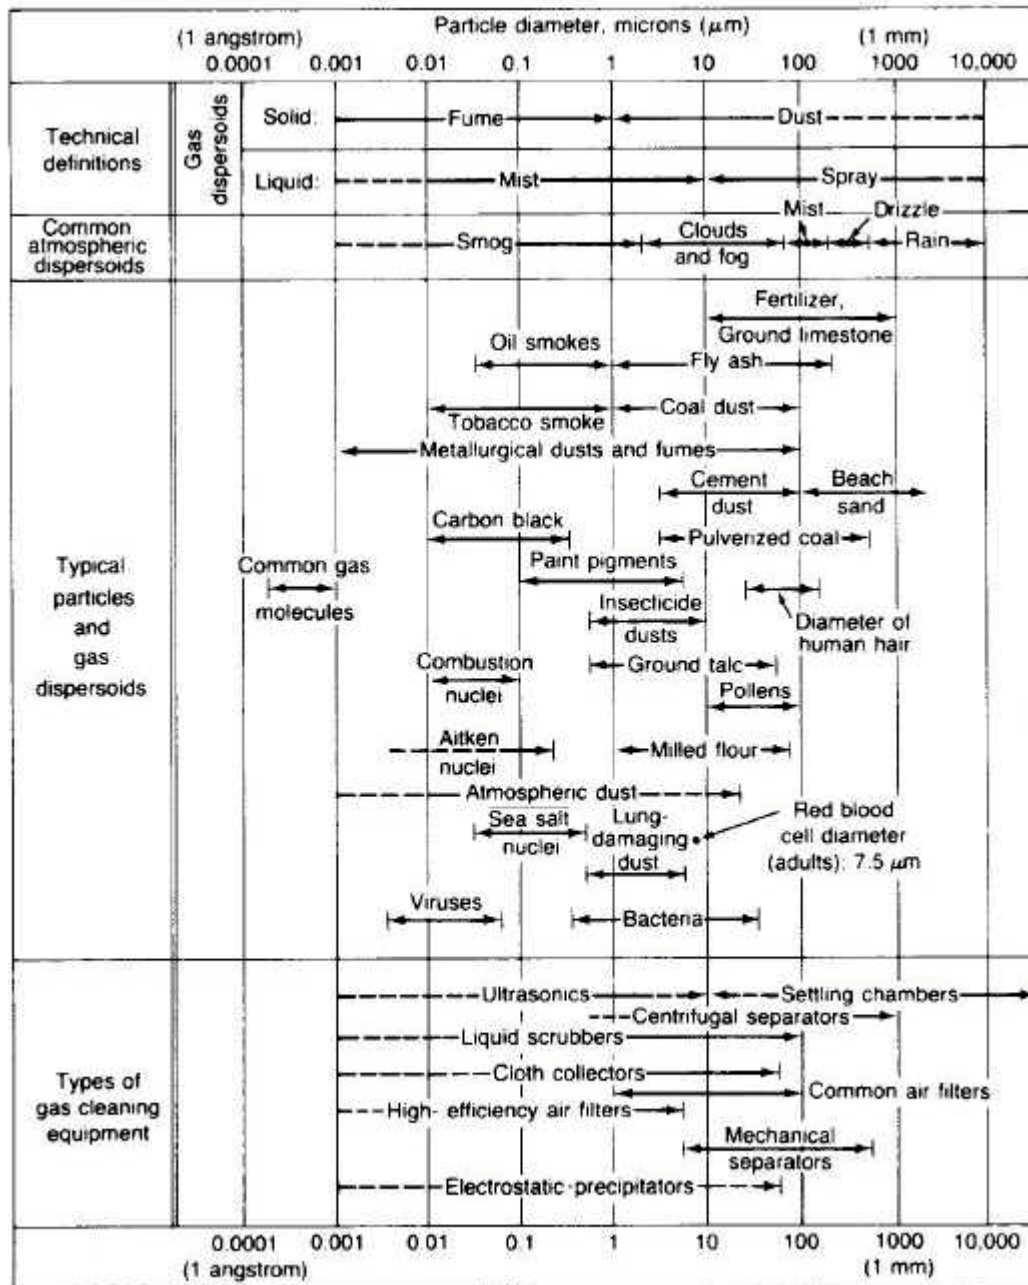 Particle diameter, microns (μm)
(1 angstrom) (1 mm)
0.0001 0.001 0.01 0.1 1 10 100 1000 10,000
Technical
definitions
Gas
dispersoids
Solid: Fume Dust
Liquid: Mist Spray
Common
atmospheric
dispersoids
Smog
Clouds
and fog
Mist
Drizzle
Rain
Typical
particles
and
gas
dispersoids
Fertilizer,
Ground limestone
Oil smokes
Fly ash
Tobacco smoke
Coal dust
Metallurgical dusts and fumes
Cement
dust
Beach
sand
Carbon black
Pulverized coal
Common gas
molecules
Paint pigments
Insecticide
dusts
Diameter of
human hair
Combustion
nuclei
Ground talc
Pollens
Aitken
nuclei
Milled flour
Atmospheric dust
Sea salt
nuclei
Lung-
damaging
dust
Red blood
cell diameter
(adults): 7.5 μm
Viruses
Bacteria
Types of
gas cleaning
equipment
Ultrasonics
Settling chambers
Centrifugal separators
Liquid scrubbers
Cloth collectors
Common air filters
High-efficiency air filters
Mechanical
separators
Electrostatic precipitators
0.0001 0.001 0.01 0.1 1 10 100 1000 10,000
(1 angstrom) (1 mm)